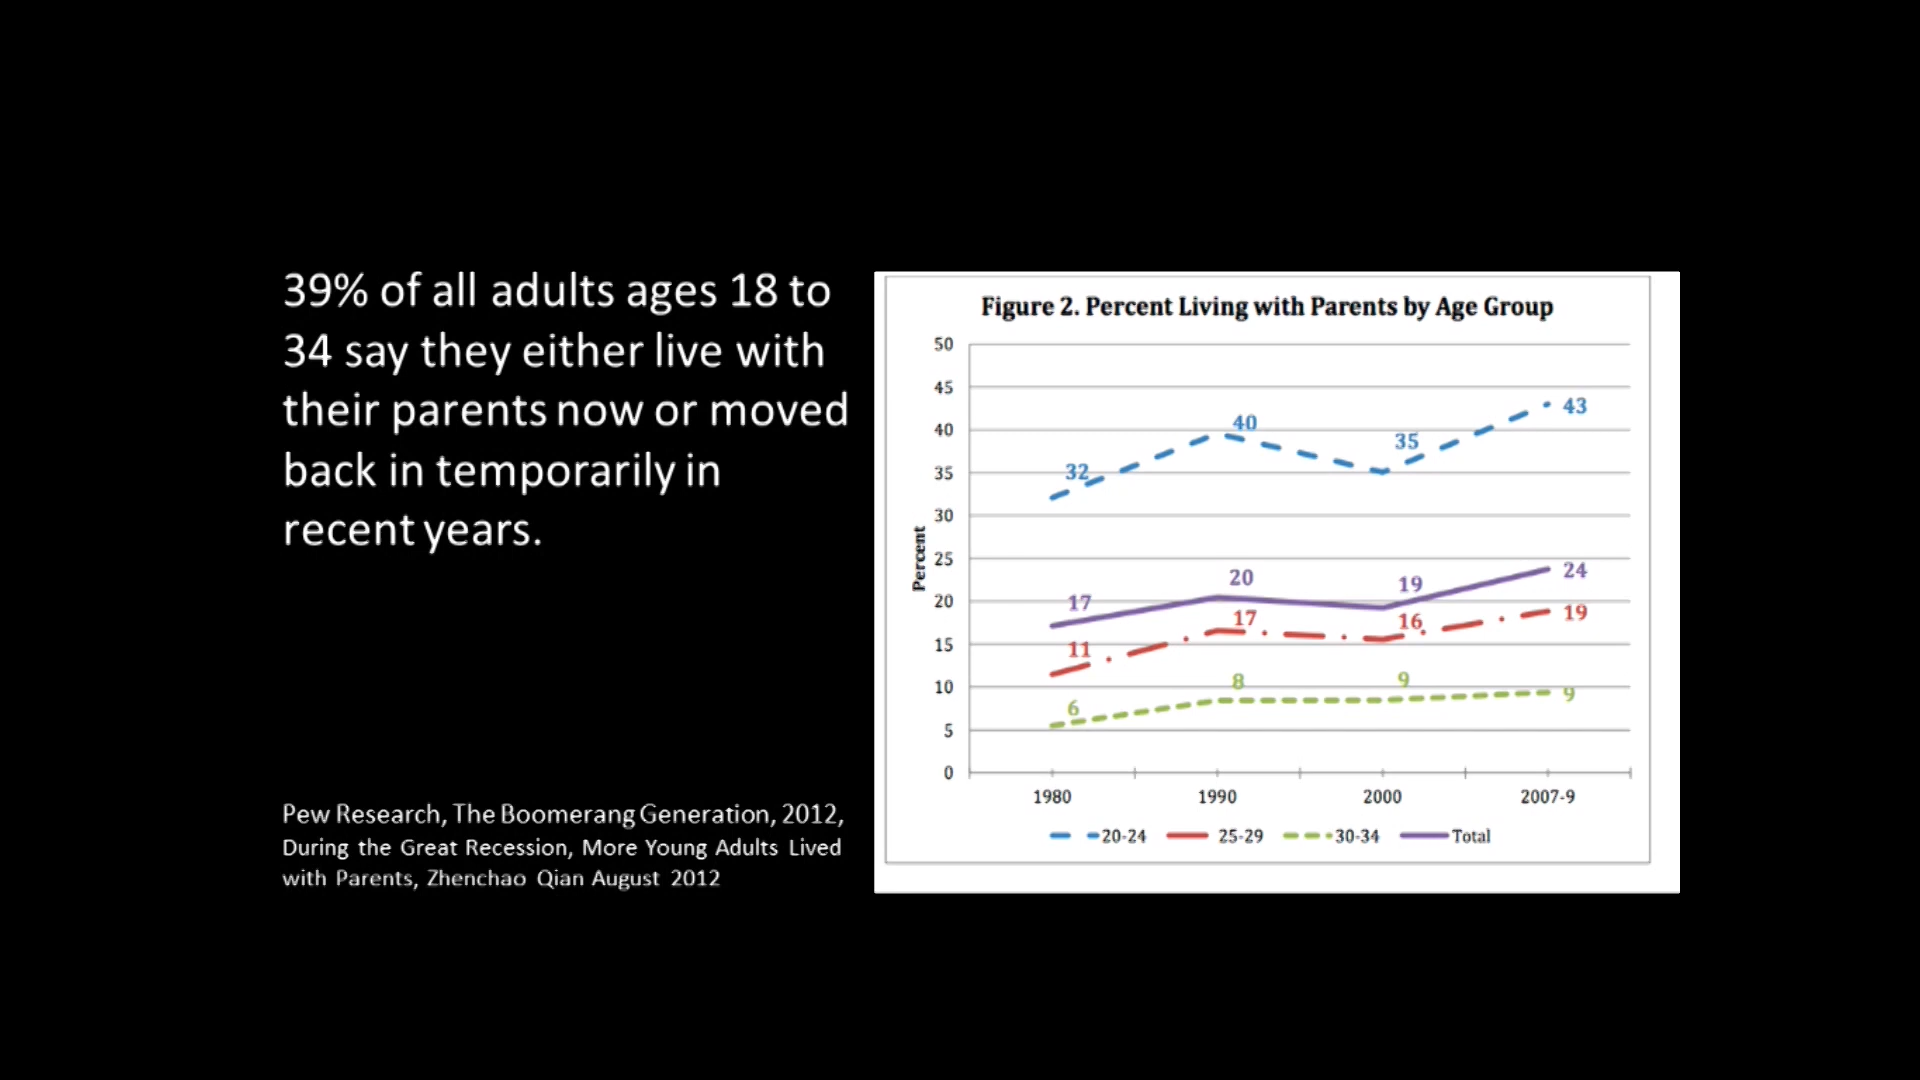 39% of all adults ages 18 to
34 say they either live with
their parents now or moved
back in temporarily in
recent years.
Pew Research, The Boomerang Generation, 2012,
During the Great Recession, More Young Adults Lived
with Parents, Zhenchao Qian August 2012
Figure 2. Percent Living with Parents by Age Group
Percent
50
45
40
35
30
25
20
15
10
5
0
32
40
35
43
17
20
19
24
11
17
16
19
6
8
9
9
1980 1990 2000 2007-9
20-24 25-29 30-34 Total